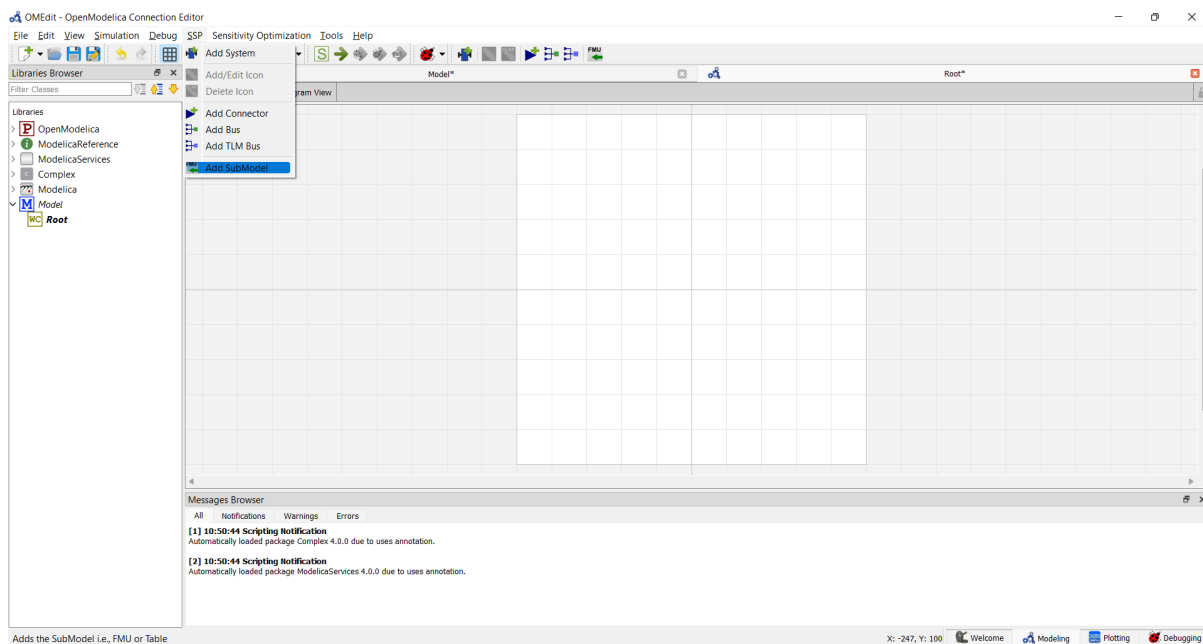 OMEdit - OpenModelica Connection Editor
File Edit View Simulation Debug SSP Sensitivity Optimization Tools Help
S
FMU
Libraries Browser
Filter Classes
Libraries
P OpenModelica
i ModelicaReference
ModelicaServices
C Complex
Modelica
M Model
WC Root
Add System
Add/Edit Icon
Delete Icon
Add Connector
Add Bus
Add TLM Bus
FMU Add SubModel
Model*
Root*
gram View
Messages Browser
All Notifications Warnings Errors
[1] 10:50:44 Scripting Notification
Automatically loaded package Complex 4.0.0 due to uses annotation.
[2] 10:50:44 Scripting Notification
Automatically loaded package ModelicaServices 4.0.0 due to uses annotation.
Adds the SubModel i.e., FMU or Table
X: -247, Y: 100 Welcome Modeling Plotting Debugging